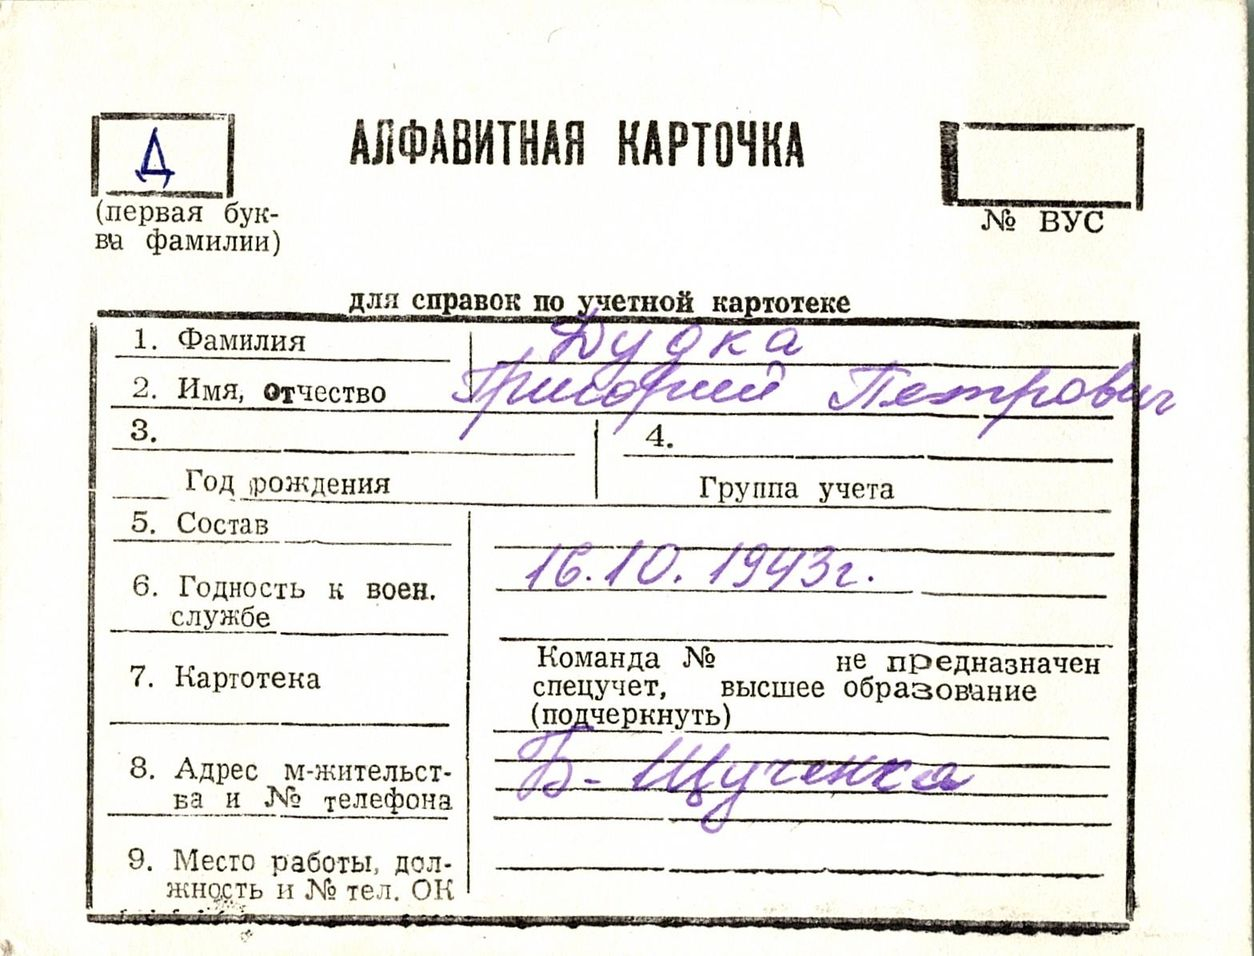 Д
АЛФАВИТНАЯ КАРТОЧКА
(первая бук-
ва фамилии)
№ ВУС
для справок по учетной картотеке
1. Фамилия Дудка
2. Имя, отчество Григорий Петрович
3. 4.
Год рождения Группа учета
5. Состав
16.10.1943г.
6. Годность к воен.
службе
7. Картотека
Команда № не предназначен
спецучет, высшее образование
(подчеркнуть)
8. Адрес м-жительст-
ва и № телефона
Б-Щученка
9. Место работы, дол-
жность и № тел. ОК